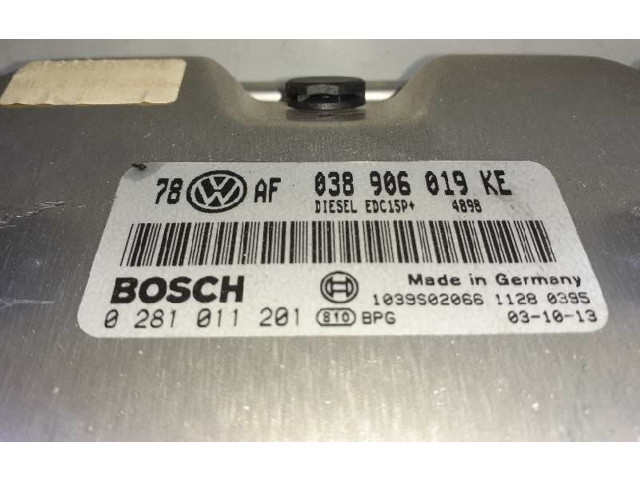 78 VW AF 038 906 019 KE
DIESEL EDC15P+ 4898
BOSCH
Made in Germany
1039S02066 1128 0395
0 281 011 201 810 BPG 03-10-13